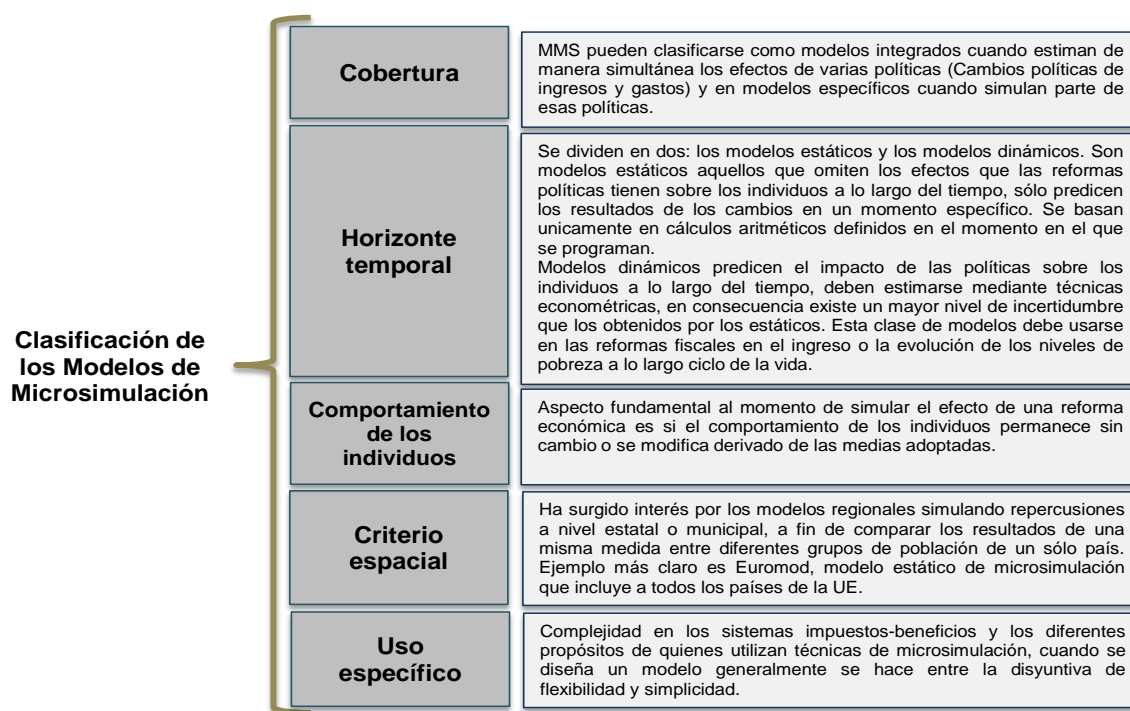 Clasificación de
los Modelos de
Microsimulación
Cobertura
MMS pueden clasificarse como modelos integrados cuando estiman de
manera simultánea los efectos de varias políticas (Cambios políticas de
ingresos y gastos) y en modelos específicos cuando simulan parte de
esas políticas.
Horizonte
temporal
Se dividen en dos: los modelos estáticos y los modelos dinámicos. Son
modelos estáticos aquellos que omiten los efectos que las reformas
políticas tienen sobre los individuos a lo largo del tiempo, sólo predicen
los resultados de los cambios en un momento específico. Se basan
unicamente en cálculos aritméticos definidos en el momento en el que
se programan.
Modelos dinámicos predicen el impacto de las políticas sobre los
individuos a lo largo del tiempo, deben estimarse mediante técnicas
econométricas, en consecuencia existe un mayor nivel de incertidumbre
que los obtenidos por los estáticos. Esta clase de modelos debe usarse
en las reformas fiscales en el ingreso o la evolución de los niveles de
pobreza a lo largo ciclo de la vida.
Comportamiento
de los
individuos
Aspecto fundamental al momento de simular el efecto de una reforma
económica es si el comportamiento de los individuos permanece sin
cambio o se modifica derivado de las medias adoptadas.
Criterio
espacial
Ha surgido interés por los modelos regionales simulando repercusiones
a nivel estatal o municipal, a fin de comparar los resultados de una
misma medida entre diferentes grupos de población de un sólo país.
Ejemplo más claro es Euromod, modelo estático de microsimulación
que incluye a todos los países de la UE.
Uso
específico
Complejidad en los sistemas impuestos-beneficios y los diferentes
propósitos de quienes utilizan técnicas de microsimulación, cuando se
diseña un modelo generalmente se hace entre la disyuntiva de
flexibilidad y simplicidad.